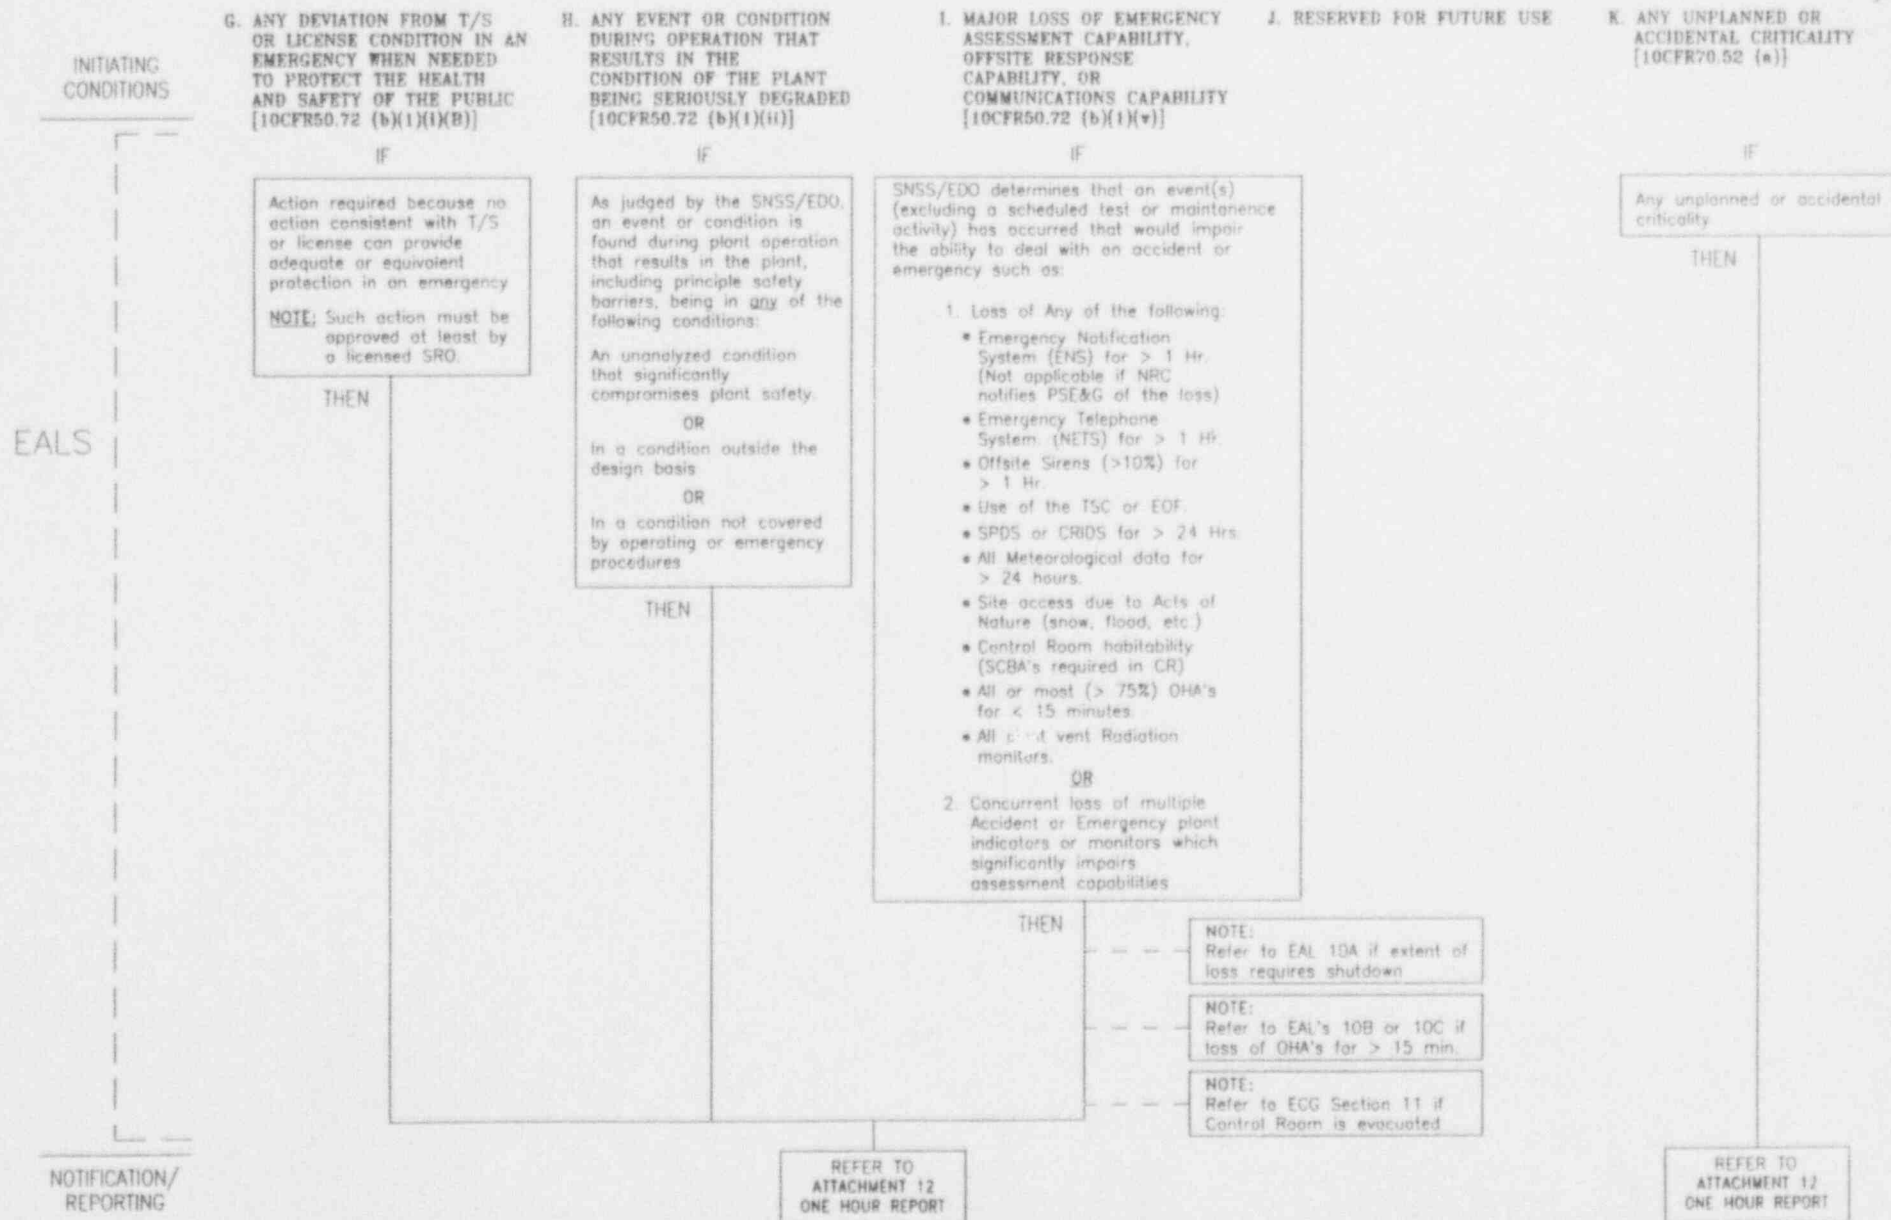 INITIATING
CONDITIONS
G. ANY DEVIATION FROM T/S
OR LICENSE CONDITION IN AN
EMERGENCY WHEN NEEDED
TO PROTECT THE HEALTH
AND SAFETY OF THE PUBLIC
[10CFR50.72 (b)(1)(i)(B)]
H. ANY EVENT OR CONDITION
DURING OPERATION THAT
RESULTS IN THE
CONDITION OF THE PLANT
BEING SERIOUSLY DEGRADED
[10CFR50.72 (b)(1)(ii)]
I. MAJOR LOSS OF EMERGENCY
ASSESSMENT CAPABILITY,
OFFSITE RESPONSE
CAPABILITY, OR
COMMUNICATIONS CAPABILITY
[10CFR50.72 (b)(1)(v)]
J. RESERVED FOR FUTURE USE
K. ANY UNPLANNED OR
ACCIDENTAL CRITICALITY
[10CFR70.52 (a)]
EALS
IF
Action required because no
action consistent with T/S
or license can provide
adequate or equivalent
protection in an emergency
NOTE: Such action must be
approved at least by
a licensed SRO.
THEN
IF
As judged by the SNSS/EDO,
an event or condition is
found during plant operation
that results in the plant,
including principle safety
barriers, being in any of the
following conditions:
An unanalyzed condition
that significantly
compromises plant safety.
OR
In a condition outside the
design basis
OR
In a condition not covered
by operating or emergency
procedures
THEN
IF
SNSS/EDO determines that an event(s)
(excluding a scheduled test or maintanence
activity) has occurred that would impair
the ability to deal with an accident or
emergency such as:
1. Loss of Any of the following:
• Emergency Notification
System (ENS) for > 1 Hr.
(Not applicable if NRC
notifies PSE&G of the loss)
• Emergency Telephone
System. (NETS) for > 1 Hr.
• Offsite Sirens (>10%) for
> 1 Hr.
• Use of the TSC or EOF.
• SPDS or CRIDS for > 24 Hrs.
• All Meteorological data for
> 24 hours.
• Site access due to Acts of
Nature (snow, flood, etc.)
• Control Room habitability
(SCBA's required in CR)
• All or most (> 75%) OHA's
for < 15 minutes.
• All vent Radiation
monitors.
OR
2. Concurrent loss of multiple
Accident or Emergency plant
indicators or monitors which
significantly impairs
assessment capabilities
THEN
NOTE:
Refer to EAL 10A if extent of
loss requires shutdown
NOTE:
Refer to EAL's 10B or 10C if
loss of OHA's for > 15 min.
NOTE:
Refer to ECG Section 11 if
Control Room is evacuated
IF
Any unplanned or accidental
criticality
THEN
NOTIFICATION/
REPORTING
REFER TO
ATTACHMENT 12
ONE HOUR REPORT
REFER TO
ATTACHMENT 12
ONE HOUR REPORT